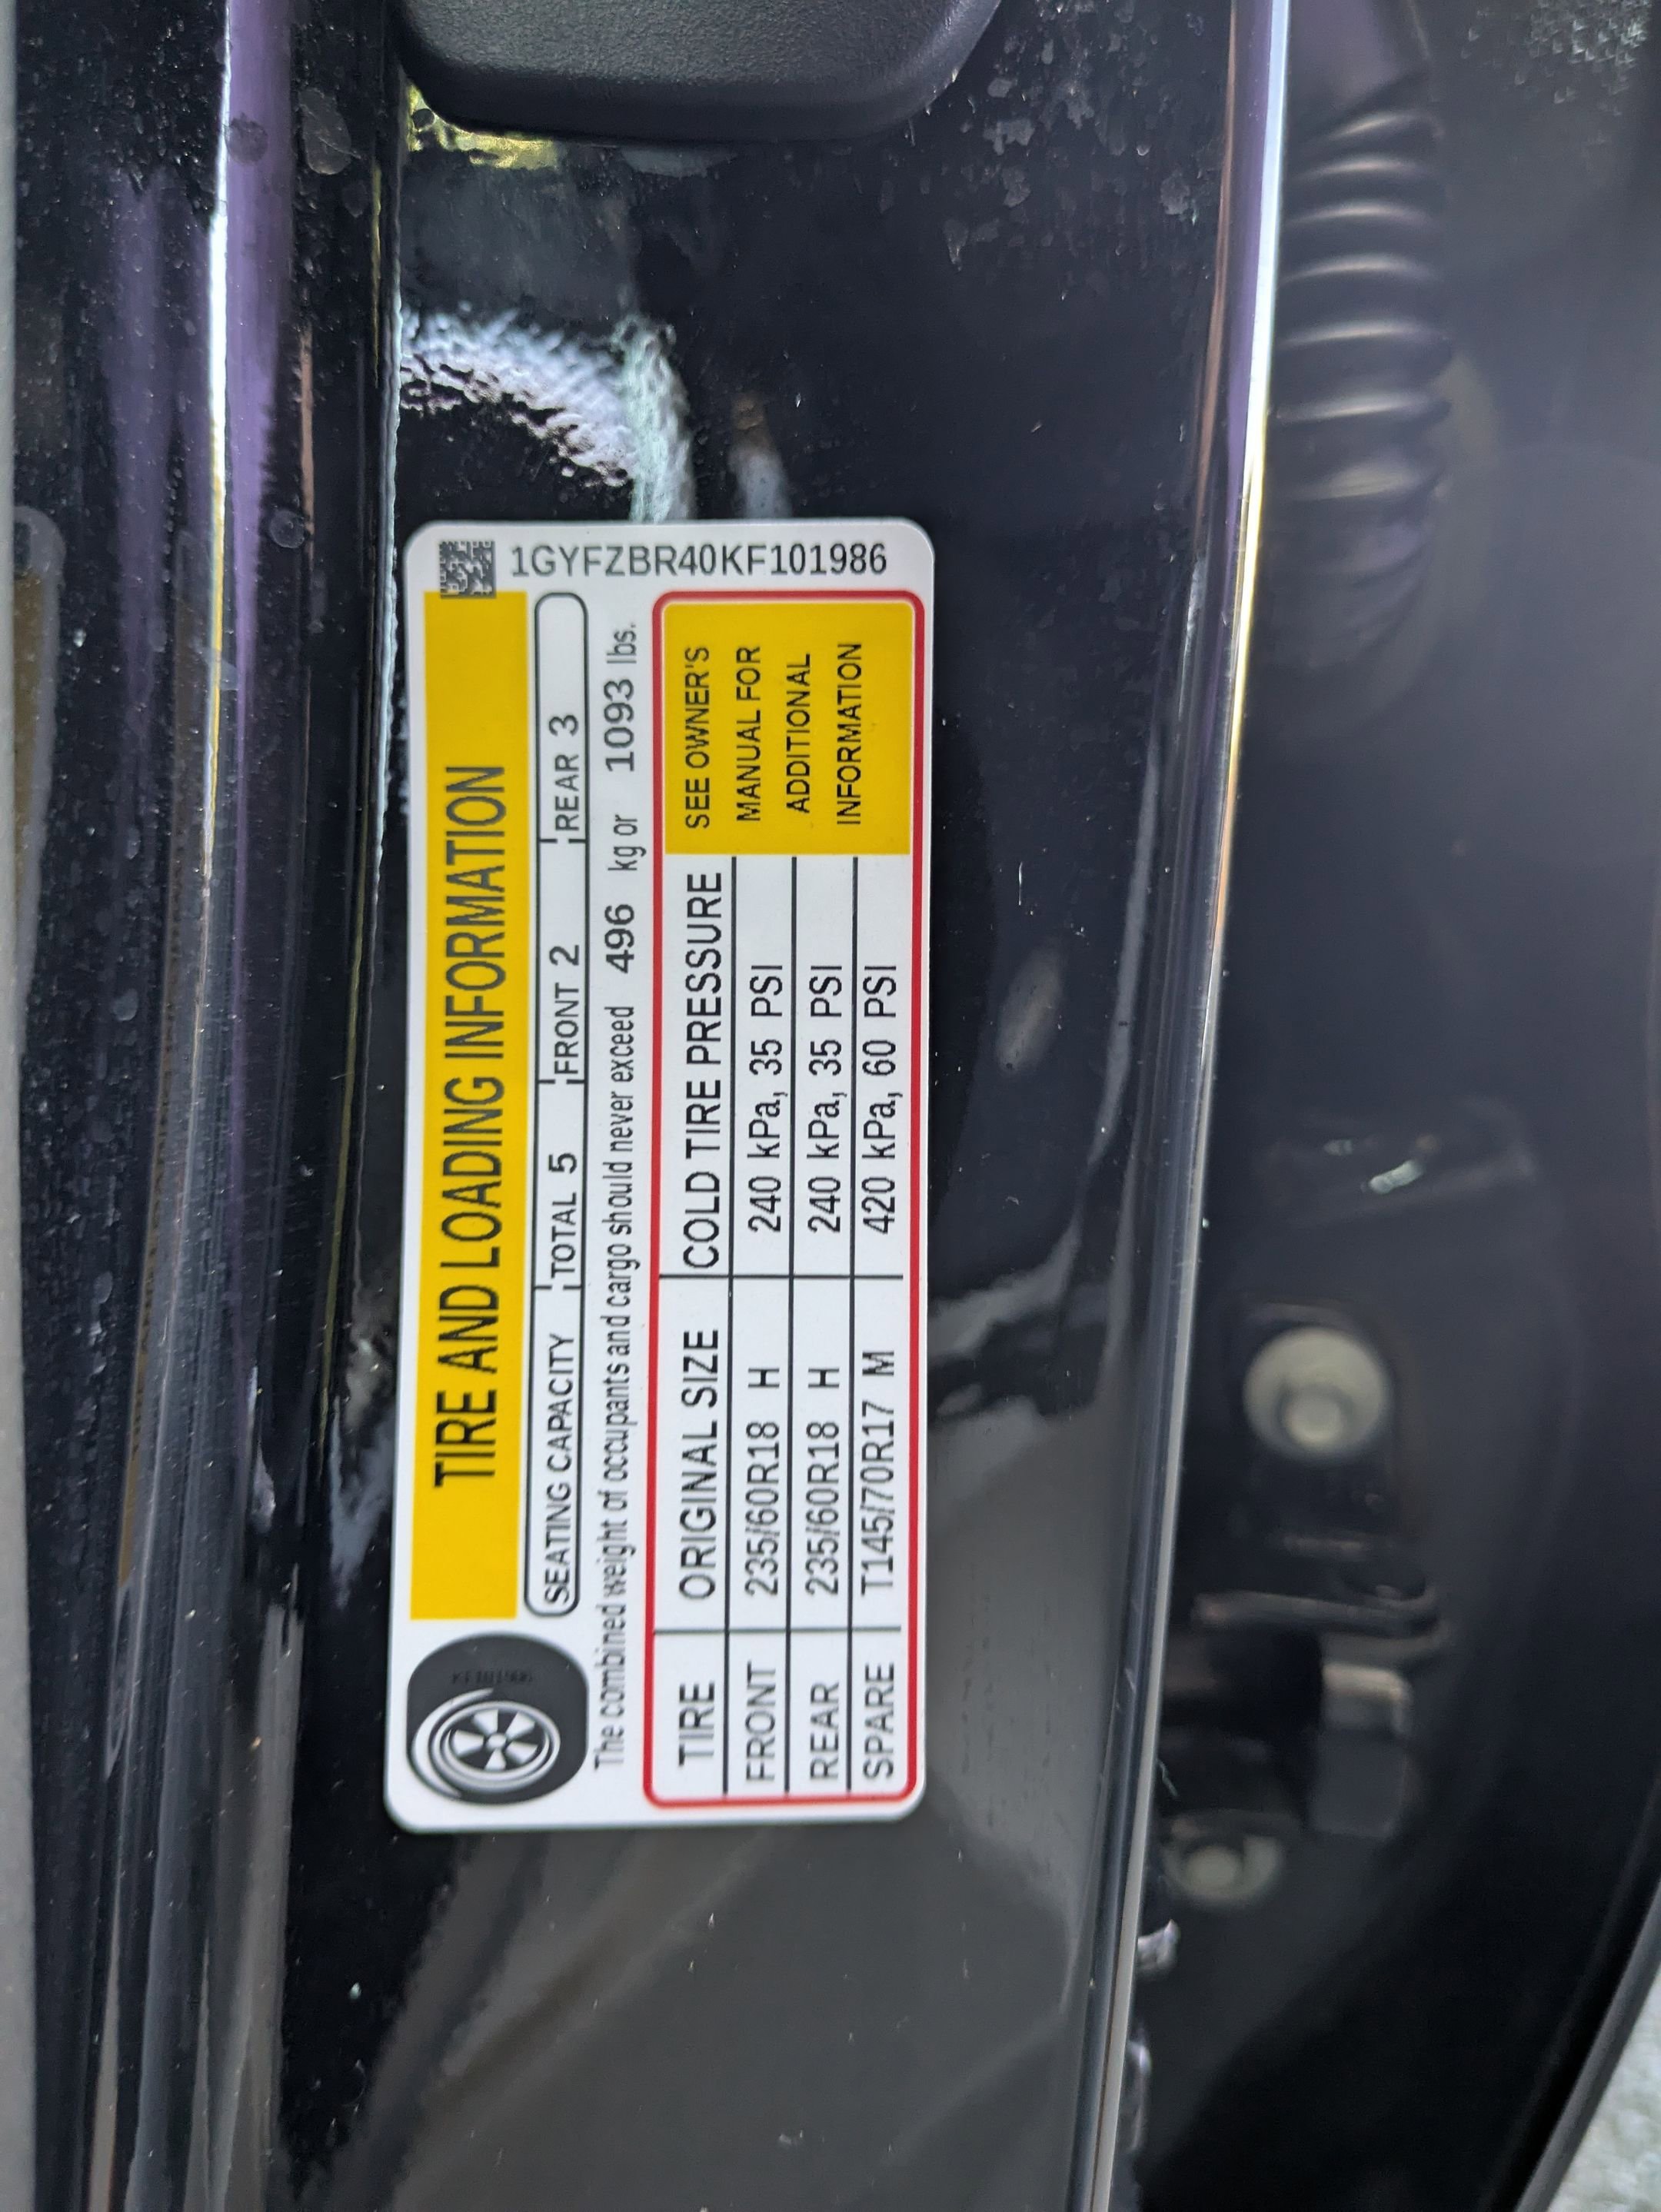 TIRE AND LOADING INFORMATION
SEATING CAPACITY TOTAL 5 FRONT 2 REAR 3
The combined weight of occupants and cargo should never exceed 496 kg or 1093 lbs.
TIRE ORIGINAL SIZE COLD TIRE PRESSURE
FRONT 235/60R18 H 240 kPa, 35 PSI
REAR 235/60R18 H 240 kPa, 35 PSI
SPARE T145/70R17 M 420 kPa, 60 PSI
SEE OWNER'S
MANUAL FOR
ADDITIONAL
INFORMATION
1GYFZBR40KF101986